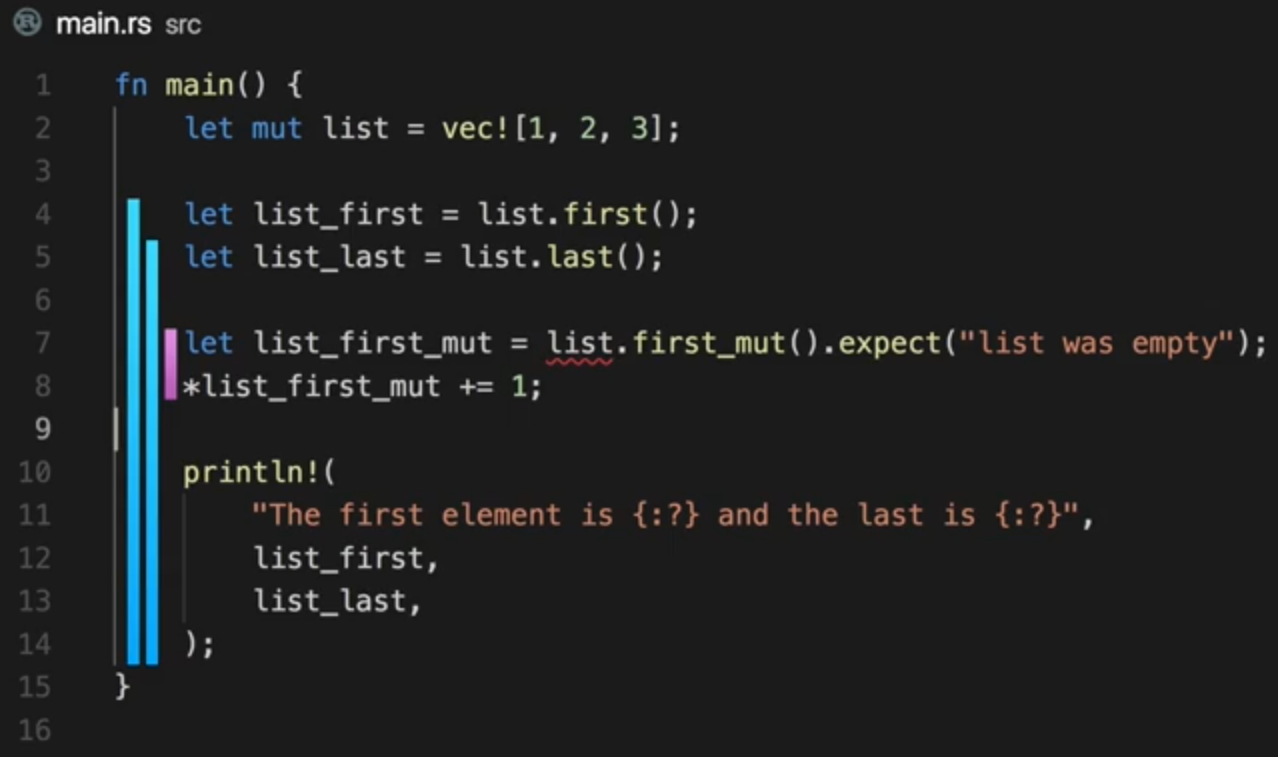 main.rs src
1 fn main() {
2     let mut list = vec![1, 2, 3];
3
4     let list_first = list.first();
5     let list_last = list.last();
6
7     let list_first_mut = list.first_mut().expect("list was empty");
8     *list_first_mut += 1;
9
10     println!(
11         "The first element is {:?} and the last is {:?}",
12         list_first,
13         list_last,
14     );
15 }
16